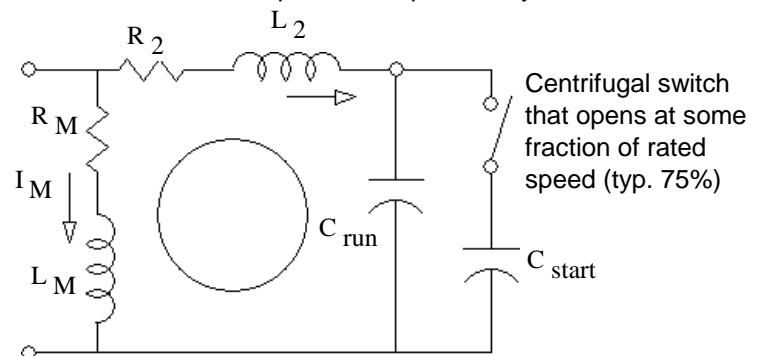 R 2
L 2
R M
I M
L M
C run
C start
Centrifugal switch
that opens at some
fraction of rated
speed (typ. 75%)